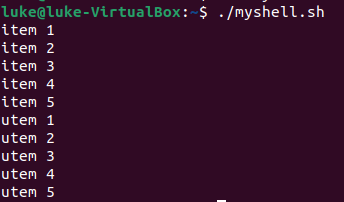 luke@luke-VirtualBox:~$ ./myshell.sh
item 1
item 2
item 3
item 4
item 5
utem 1
utem 2
utem 3
utem 4
utem 5